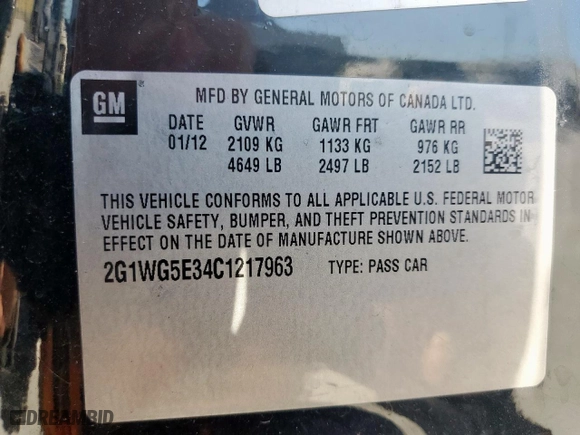 GM
MFD BY GENERAL MOTORS OF CANADA LTD.
DATE GVWR GAWR FRT GAWR RR
01/12 2109 KG 1133 KG 976 KG
4649 LB 2497 LB 2152 LB
THIS VEHICLE CONFORMS TO ALL APPLICABLE U.S. FEDERAL MOTOR
VEHICLE SAFETY, BUMPER, AND THEFT PREVENTION STANDARDS IN
EFFECT ON THE DATE OF MANUFACTURE SHOWN ABOVE.
2G1WG5E34C1217963 TYPE: PASS CAR
DREAMBID